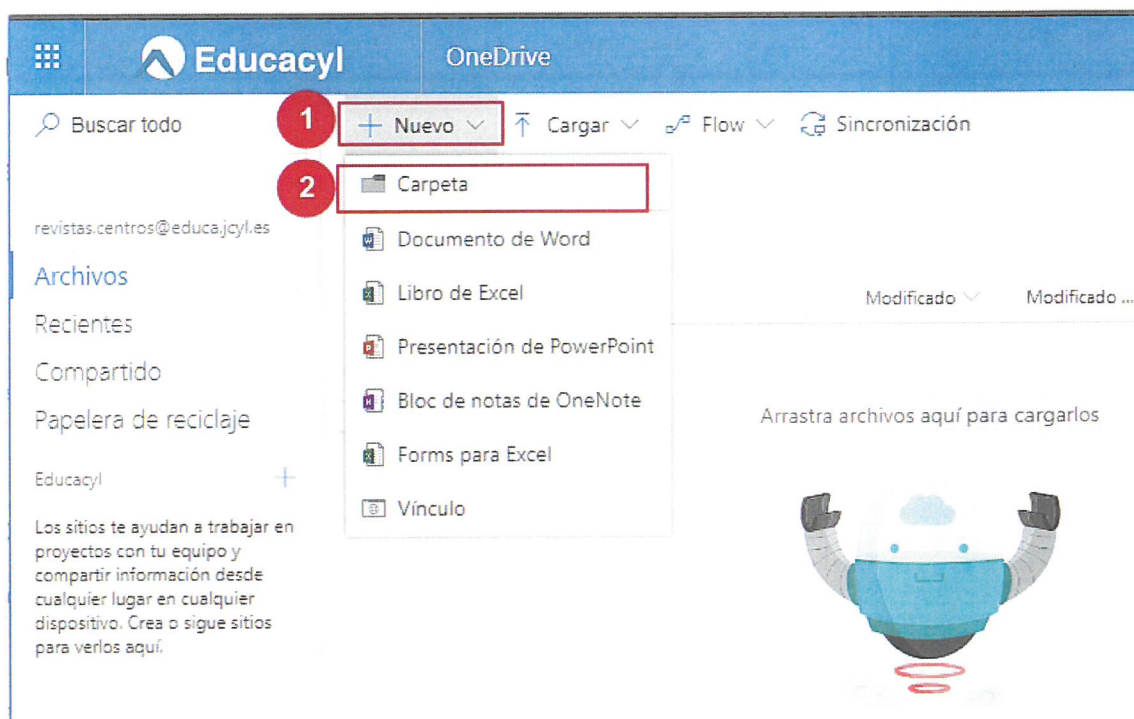 Educacyl
OneDrive
Buscar todo
1
Nuevo
Cargar
Flow
Sincronización
2
Carpeta
revistas.centros@educa.jcyl.es
Documento de Word
Archivos
Libro de Excel
Modificado
Modificado ...
Recientes
Presentación de PowerPoint
Compartido
Bloc de notas de OneNote
Papelera de reciclaje
Arrastra archivos aquí para cargarlos
Forms para Excel
Educacyl
Vínculo
Los sitios te ayudan a trabajar en
proyectos con tu equipo y
compartir información desde
cualquier lugar en cualquier
dispositivo. Crea o sigue sitios
para verlos aquí.